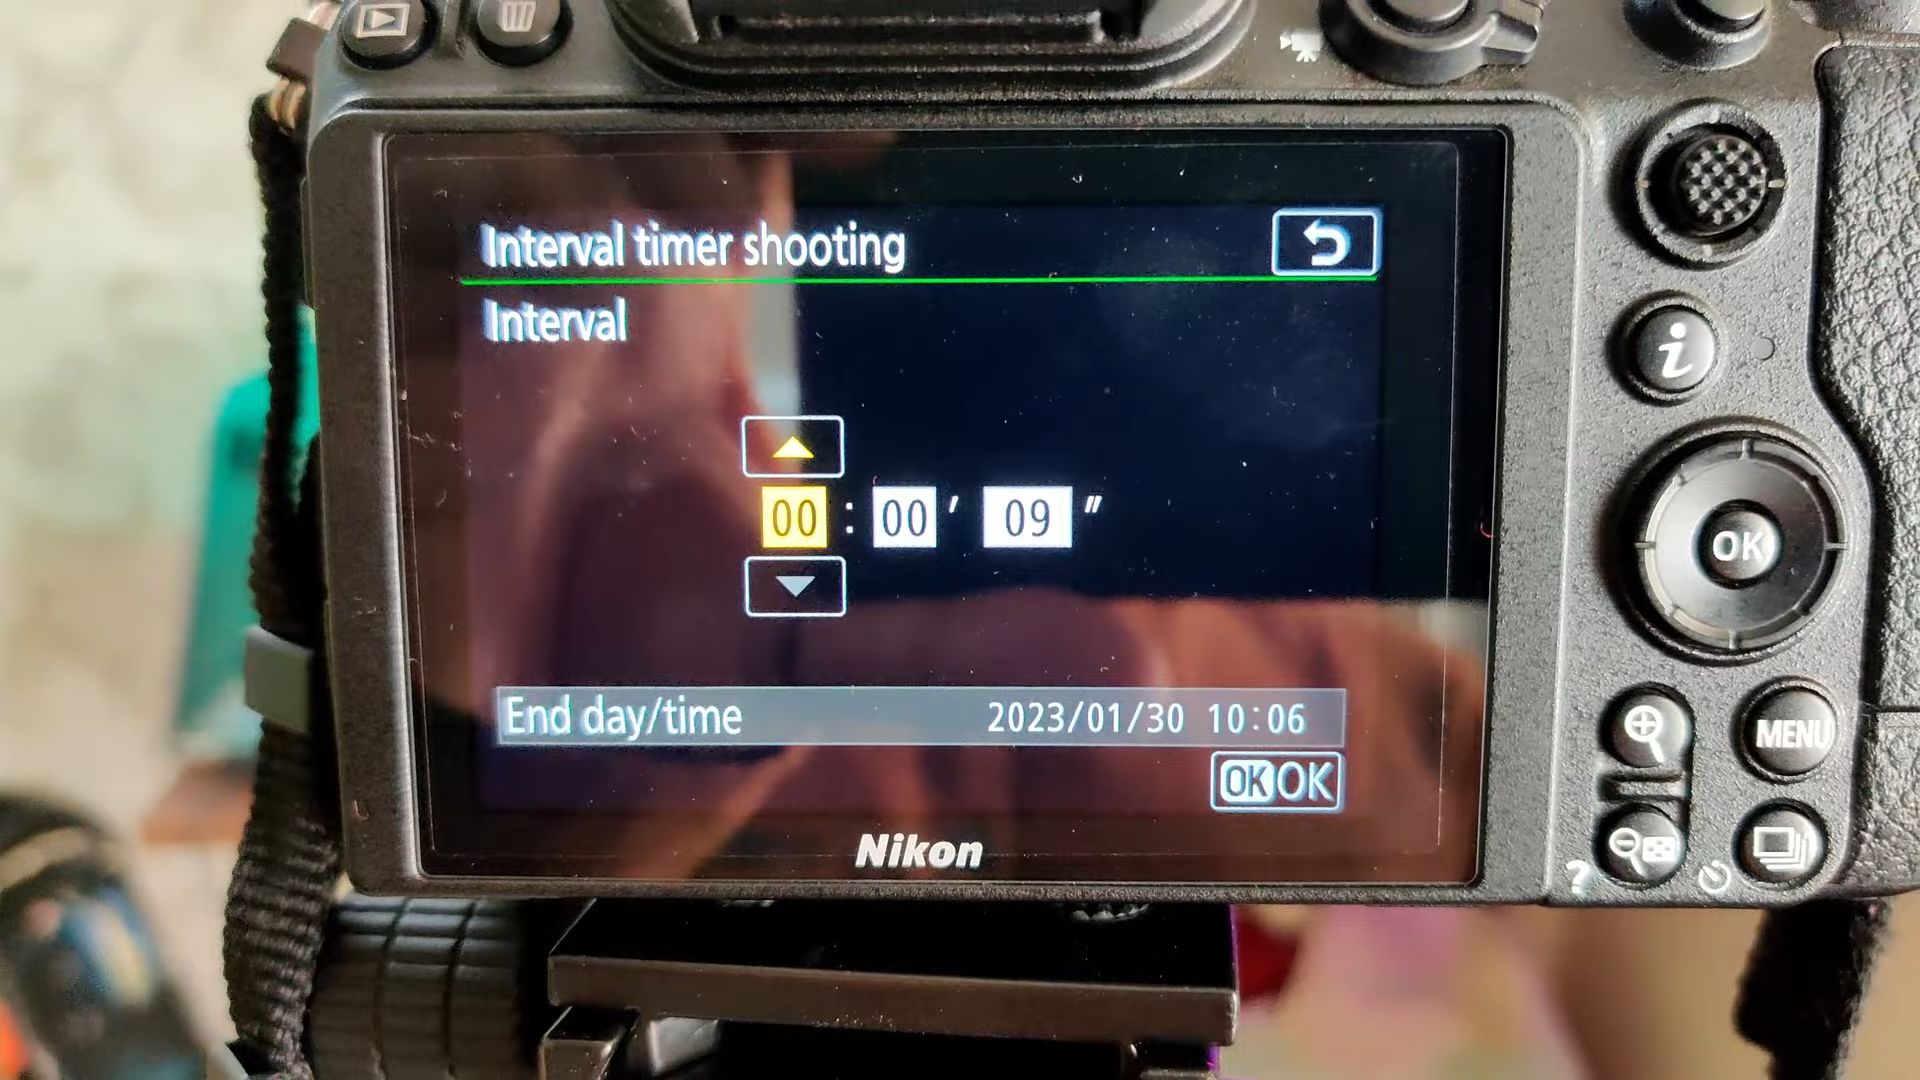 Interval timer shooting
Interval
00 : 00 ′ 09 ″
End day/time 2023/01/30 10:06
OK OK
Nikon
i
OK
MENU
?